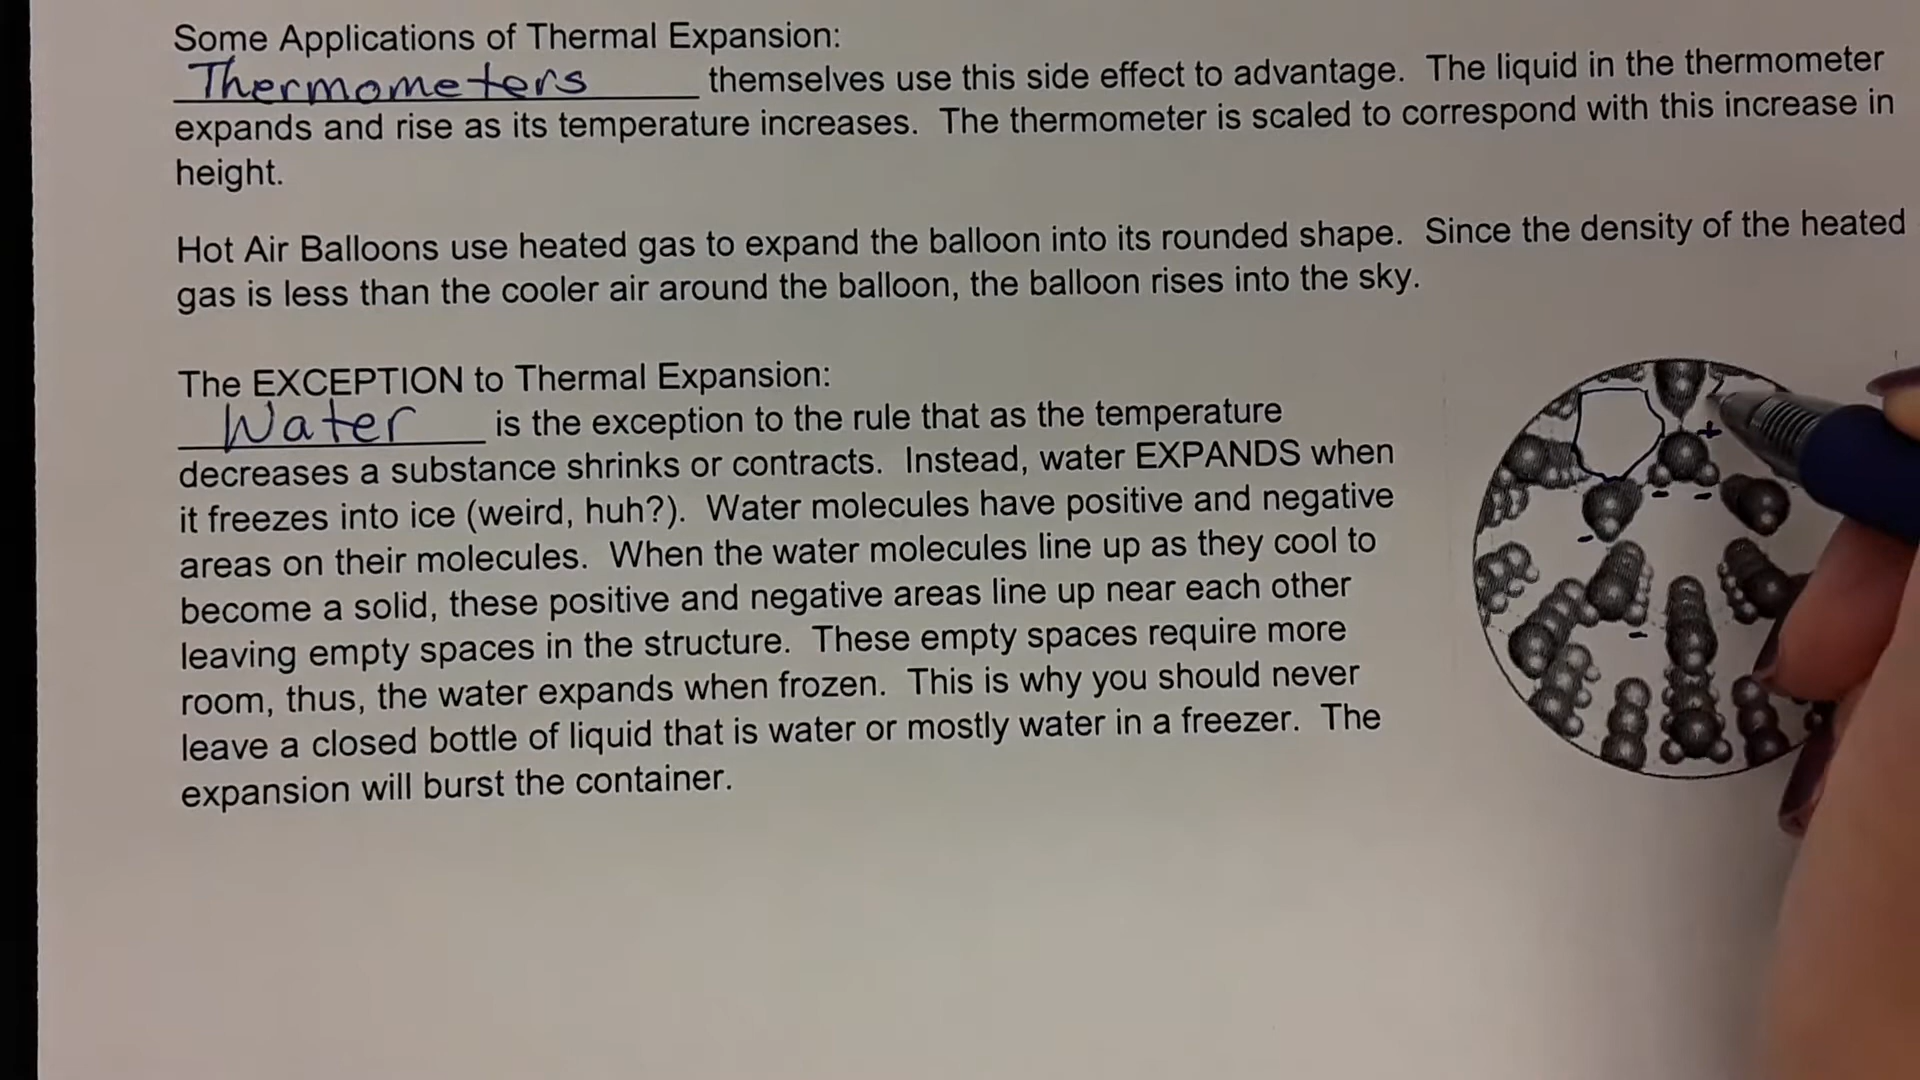 Some Applications of Thermal Expansion:
Thermometers themselves use this side effect to advantage. The liquid in the thermometer
expands and rise as its temperature increases. The thermometer is scaled to correspond with this increase in
height.
Hot Air Balloons use heated gas to expand the balloon into its rounded shape. Since the density of the heated
gas is less than the cooler air around the balloon, the balloon rises into the sky.
The EXCEPTION to Thermal Expansion:
Water is the exception to the rule that as the temperature
decreases a substance shrinks or contracts. Instead, water EXPANDS when
it freezes into ice (weird, huh?). Water molecules have positive and negative
areas on their molecules. When the water molecules line up as they cool to
become a solid, these positive and negative areas line up near each other
leaving empty spaces in the structure. These empty spaces require more
room, thus, the water expands when frozen. This is why you should never
leave a closed bottle of liquid that is water or mostly water in a freezer. The
expansion will burst the container.
+
- -
-
-